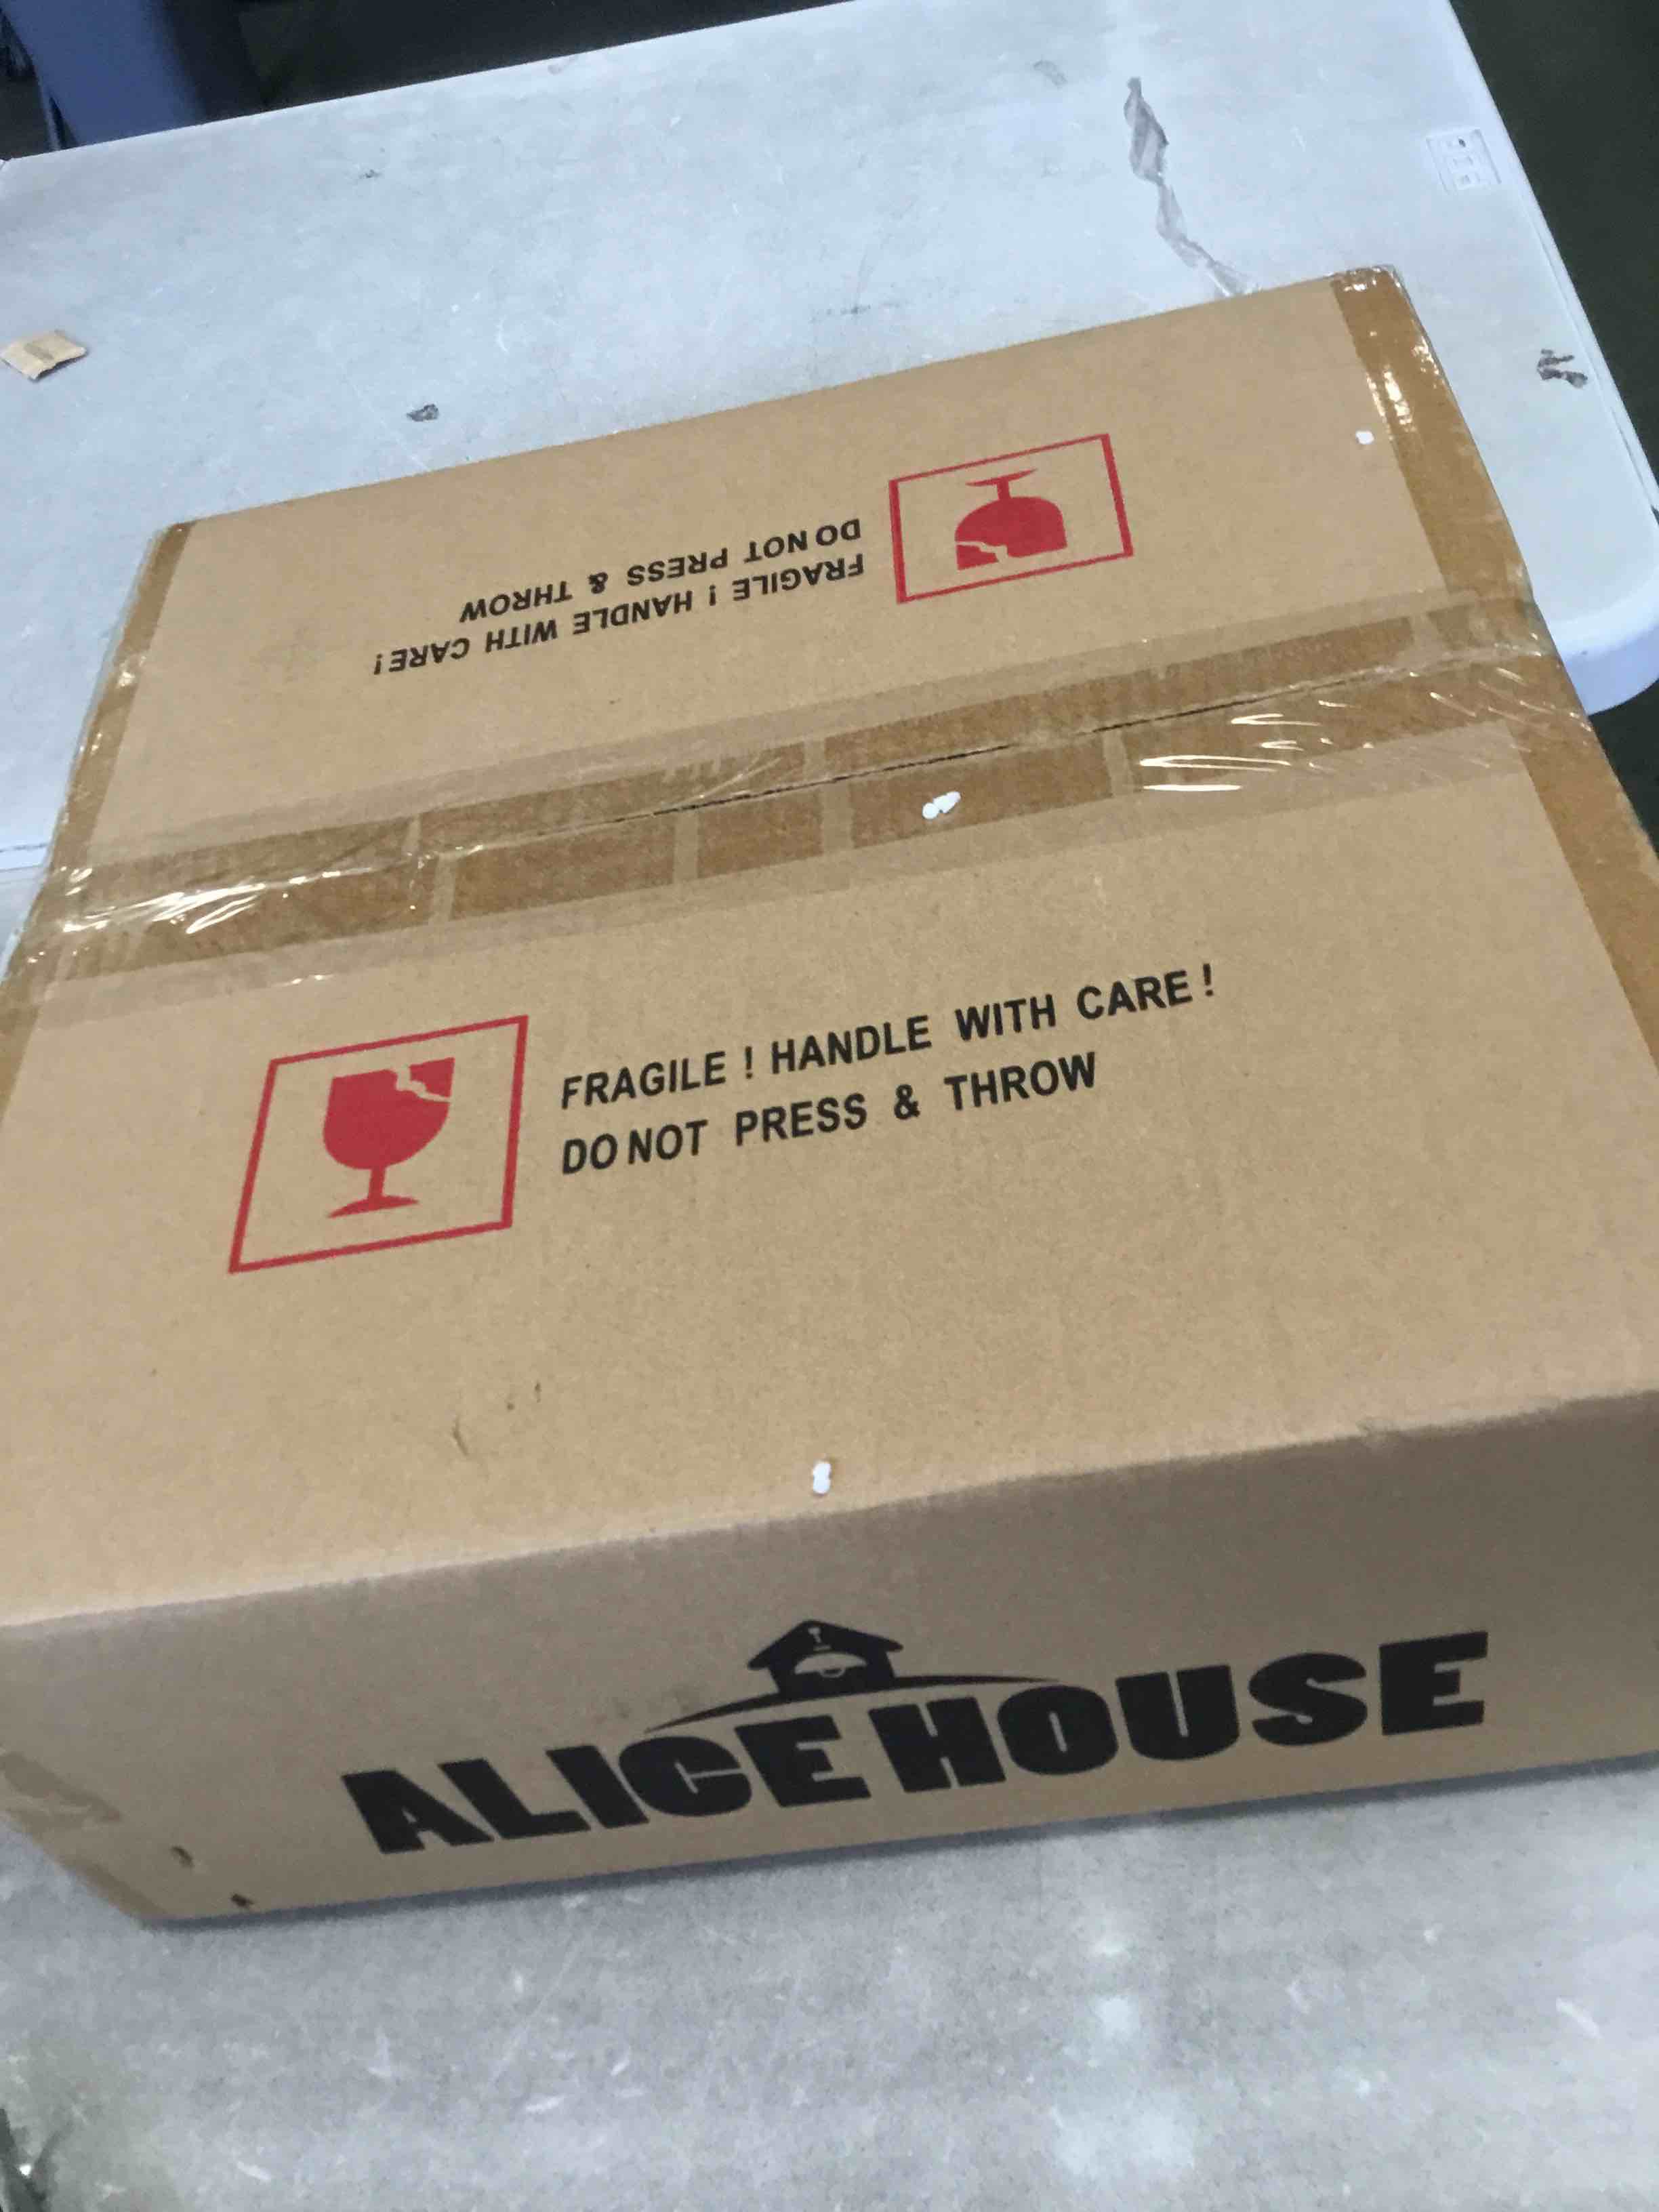 DO NOT PRESS & THROW
FRAGILE ! HANDLE WITH CARE !
FRAGILE ! HANDLE WITH CARE !
DO NOT PRESS & THROW
ALICE HOUSE